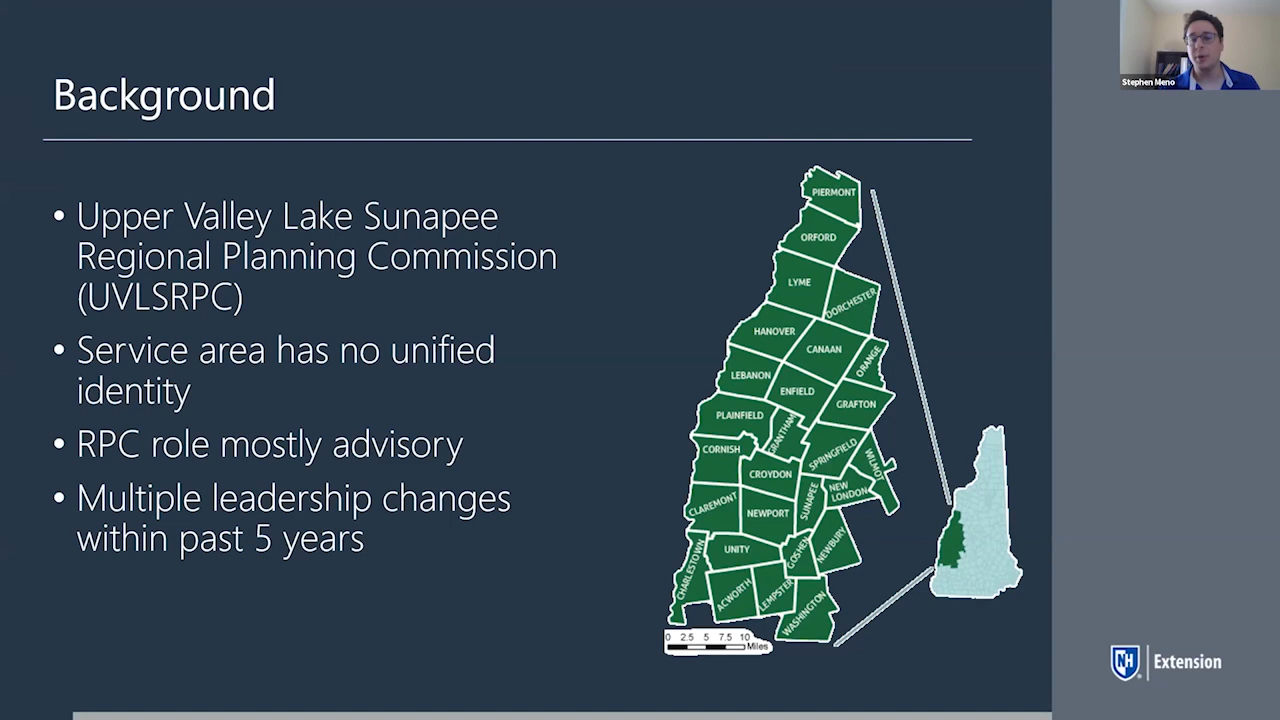 Stephen Meno
Background
• Upper Valley Lake Sunapee
Regional Planning Commission
(UVLSRPC)
• Service area has no unified
identity
• RPC role mostly advisory
• Multiple leadership changes
within past 5 years
PIERMONT
ORFORD
LYME
DORCHESTER
HANOVER
CANAAN
ORANGE
LEBANON
ENFIELD
GRAFTON
PLAINFIELD
GRANTHAM
CORNISH
SPRINGFIELD
WILMOT
CROYDON
CLAREMONT
NEWPORT
SUNAPEE
NEW
LONDON
CHARLESTOWN
UNITY
GOSHEN
NEWBURY
ACWORTH
LEMPSTER
WASHINGTON
0 2.5 5 7.5 10
Miles
NH Extension